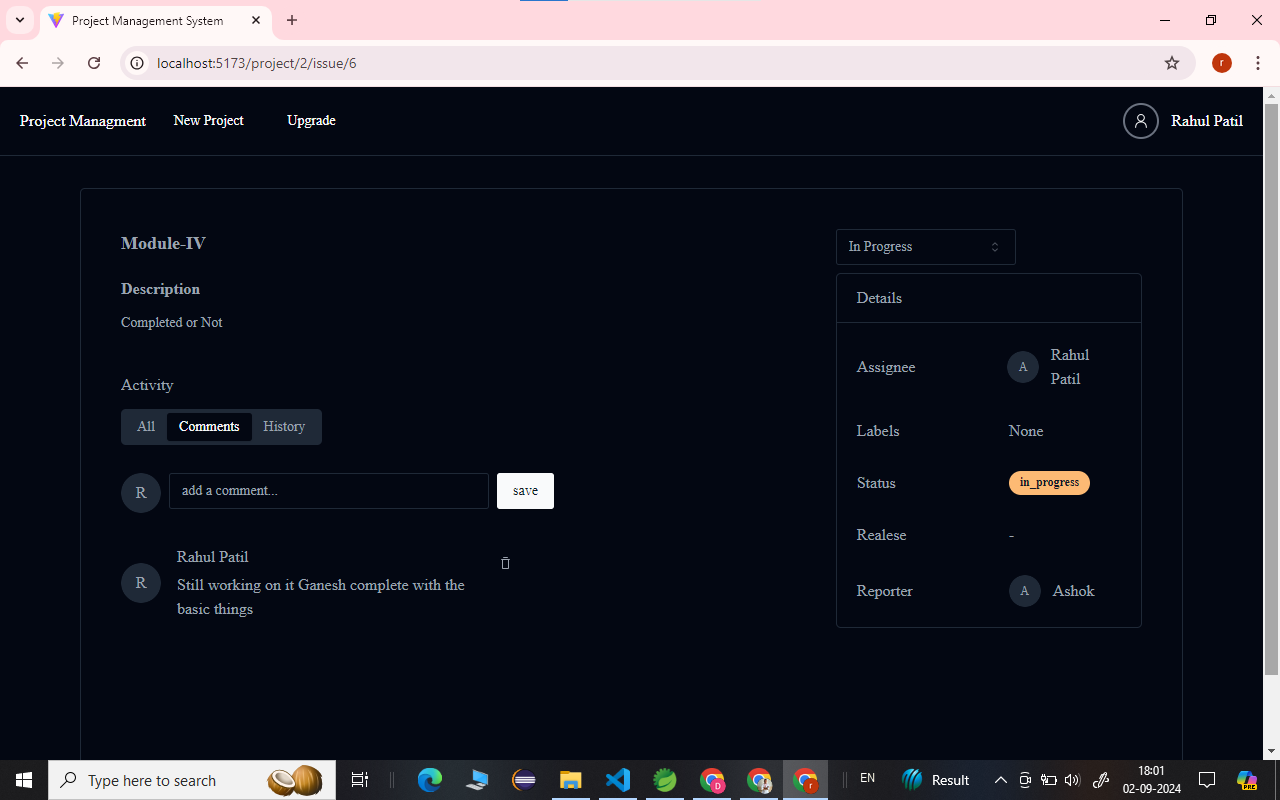 Project Management System
localhost:5173/project/2/issue/6
r
Project Managment New Project Upgrade Rahul Patil
Module-IV
In Progress
Description
Details
Completed or Not
Assignee A Rahul
Patil
Activity
All Comments History
Labels None
R add a comment... save
Status in_progress
Realese -
R Rahul Patil
Still working on it Ganesh complete with the
basic things
Reporter A Ashok
Type here to search
D
r
EN
Result
18:01
02-09-2024
PRE